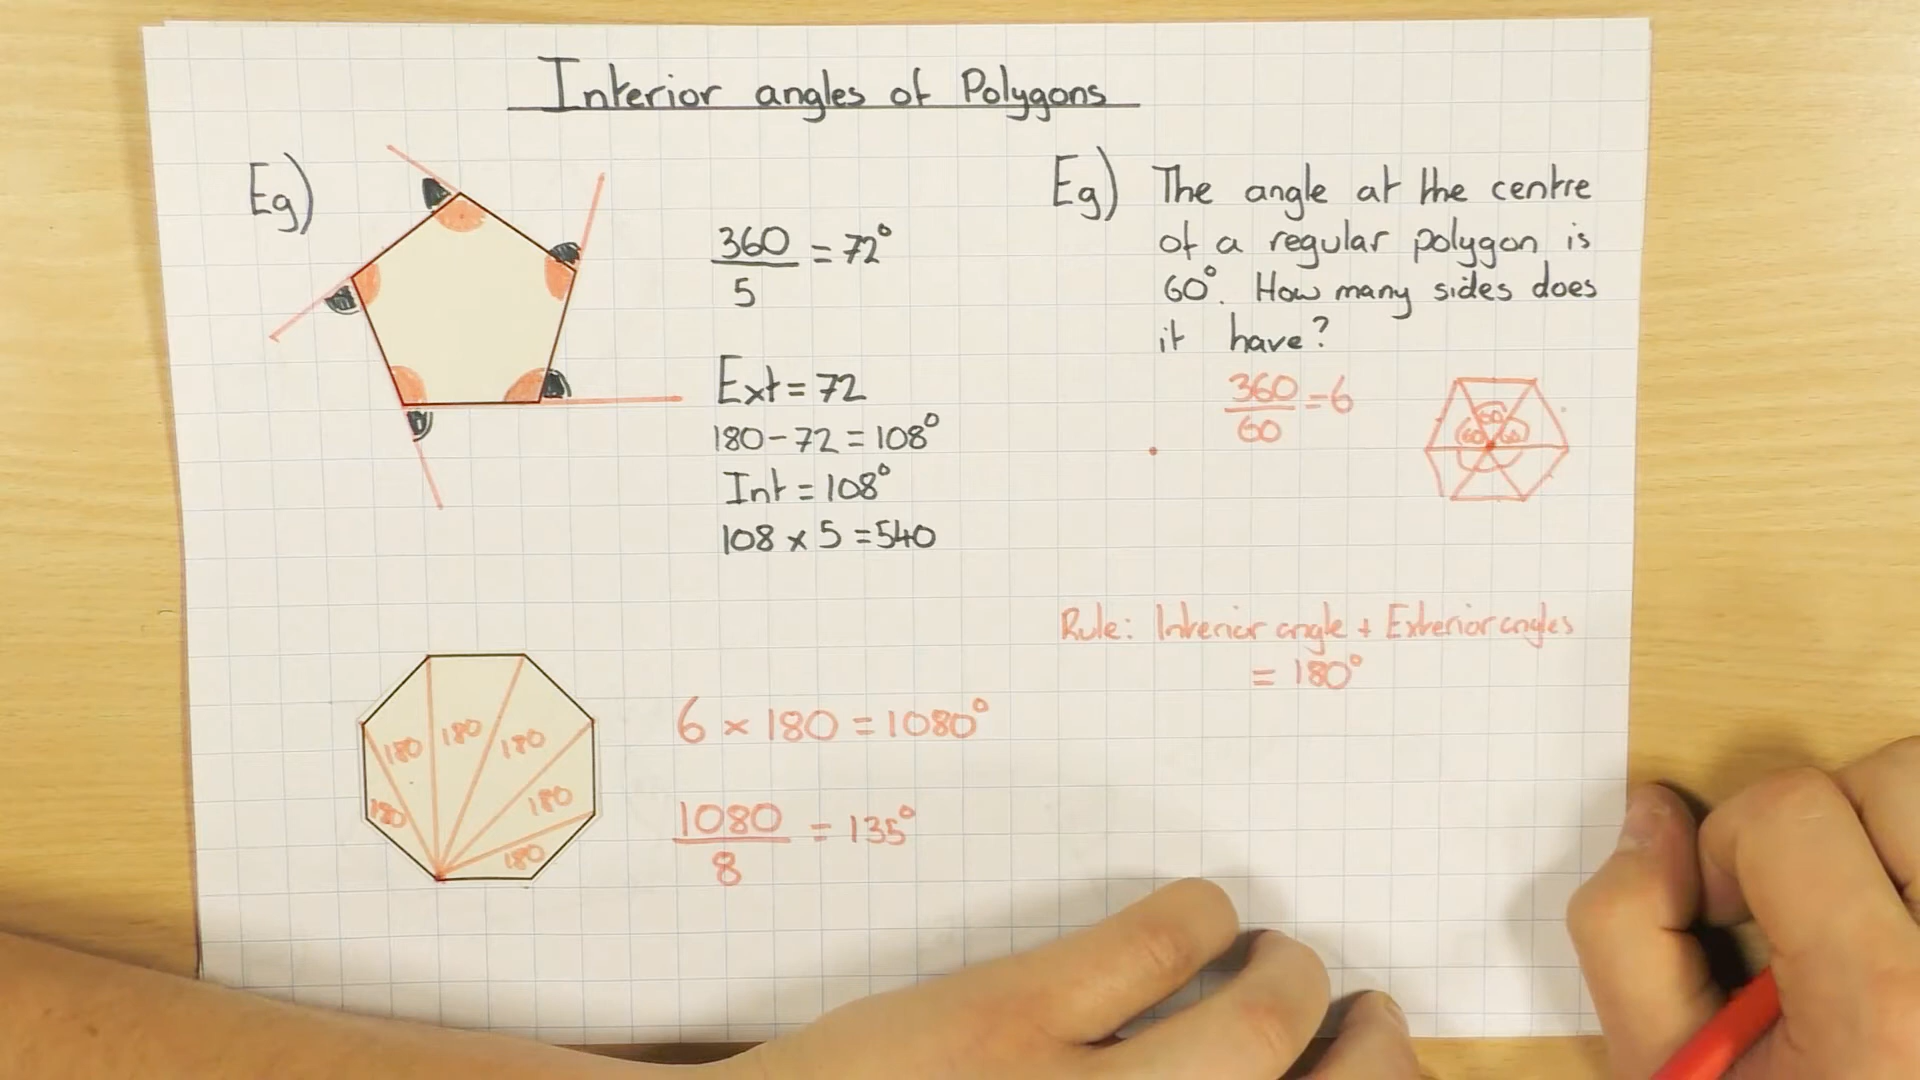 Interior angles of Polygons
Eg)
360
5
= 72°
Ext = 72
180 - 72 = 108°
Int = 108°
108 × 5 = 540
Eg) The angle at the centre
of a regular polygon is
60°. How many sides does
it have?
360
60
= 6
60
60 60
Rule: Interior angle + Exterior angles
= 180°
180 180 180
180 180
180
6 × 180 = 1080°
1080
8
= 135°